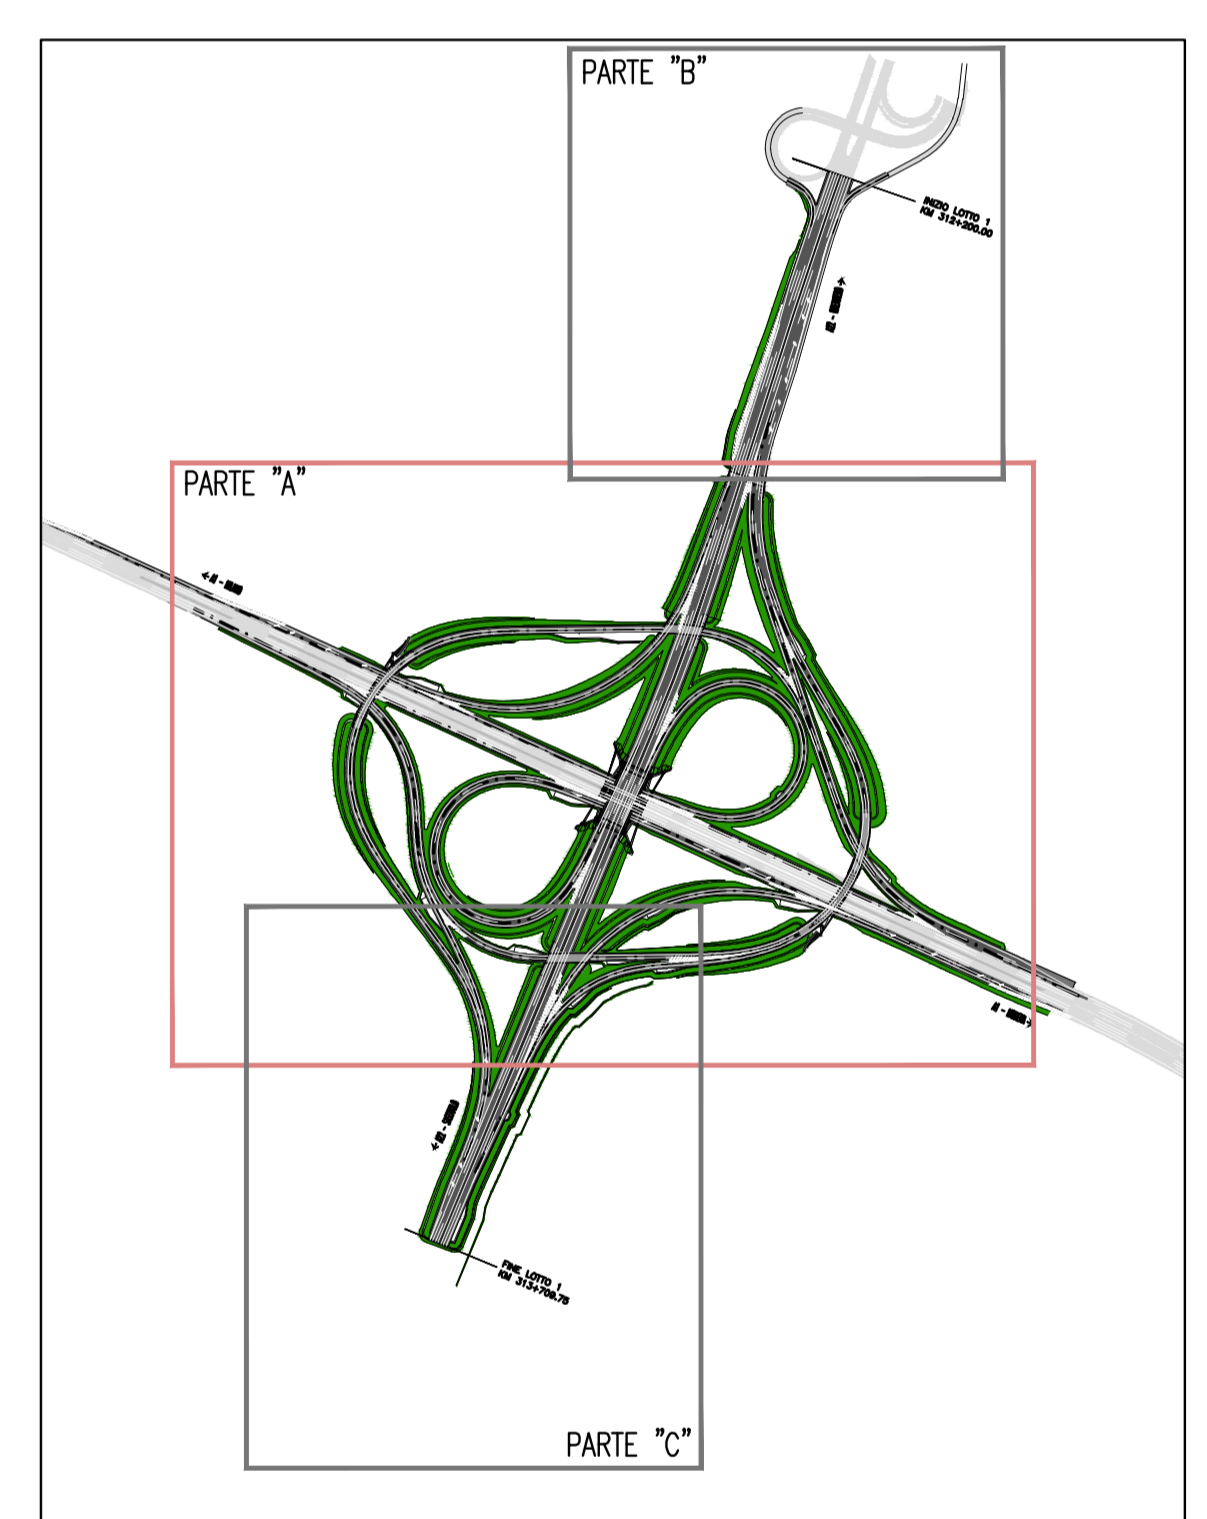 PARTE "B"
INIZIO LOTTO 1
KM 312+200.00
PARTE "A"
FINE LOTTO 1
KM 313+709.75
PARTE "C"